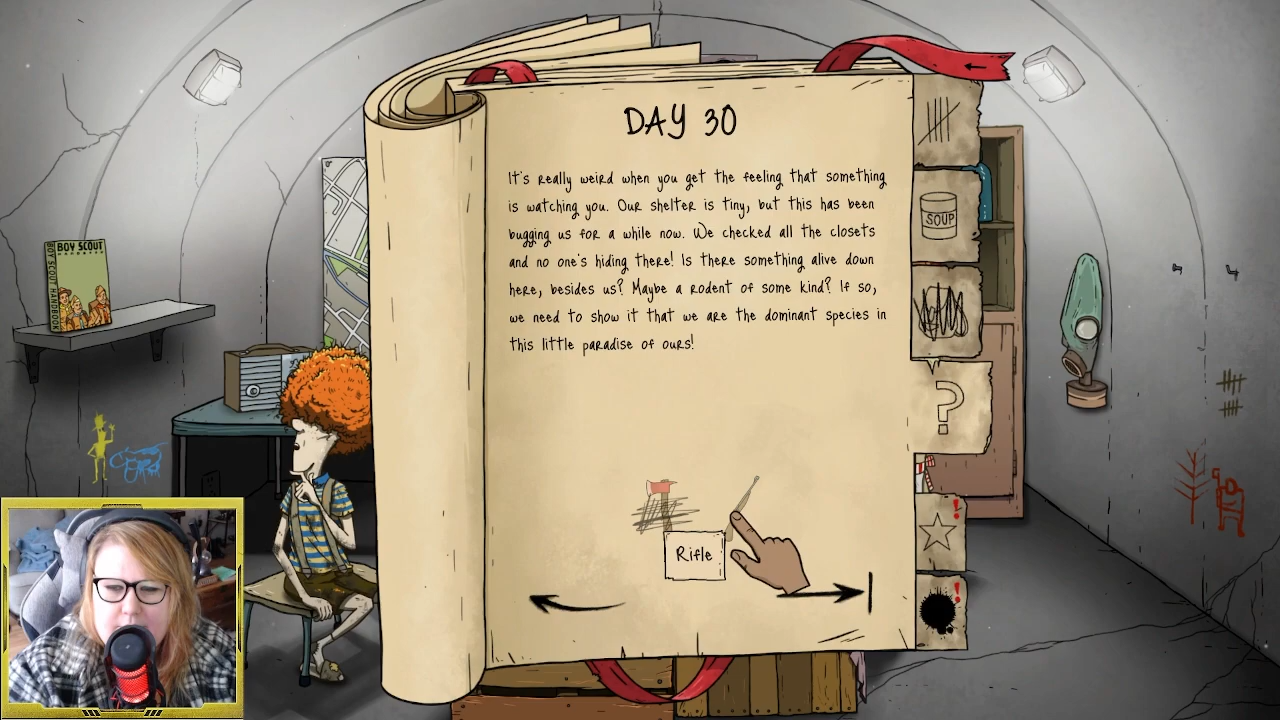 DAY 30
It's really weird when you get the feeling that something
is watching you. Our shelter is tiny, but this has been
bugging us for a while now. We checked all the closets
and no one's hiding there! Is there something alive down
here, besides us? Maybe a rodent of some kind? If so,
we need to show it that we are the dominant species in
this little paradise of ours!
SOUP
BOY SCOUT
BOY SCOUT HANDBOOK
Rifle